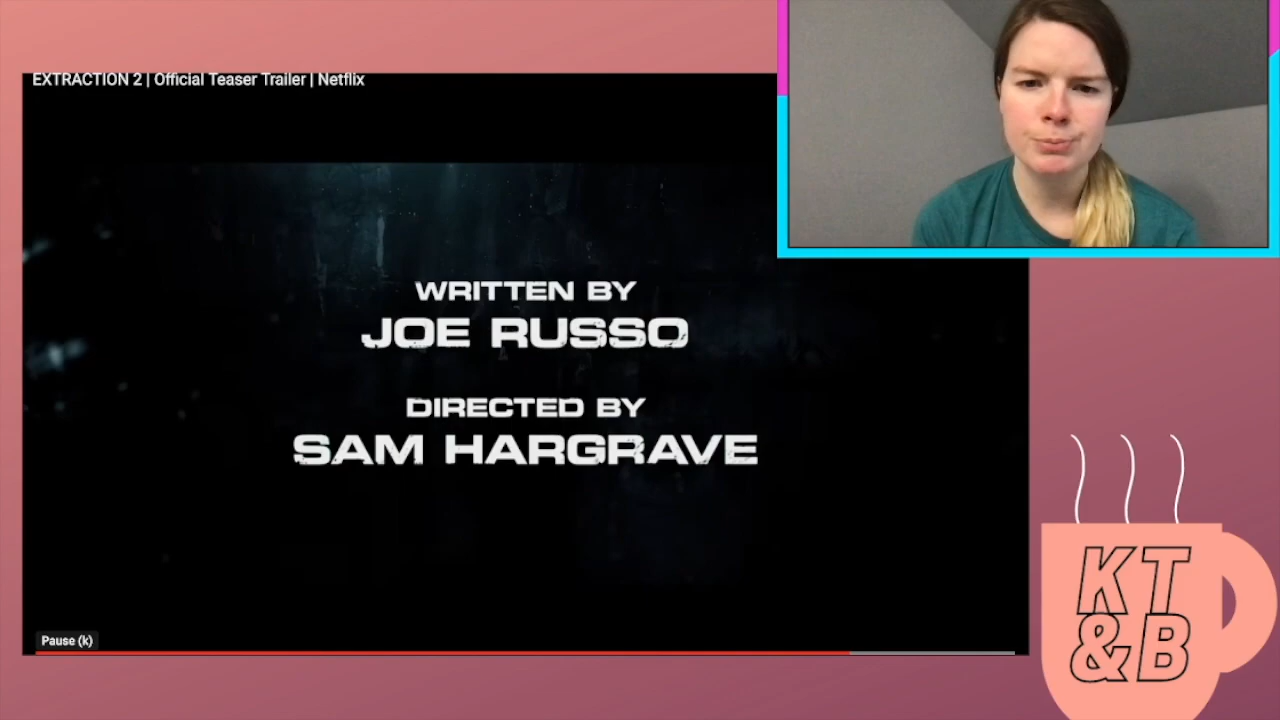 EXTRACTION 2 | Official Teaser Trailer | Netflix
WRITTEN BY
JOE RUSSO
DIRECTED BY
SAM HARGRAVE
Pause (k)
KT
&B